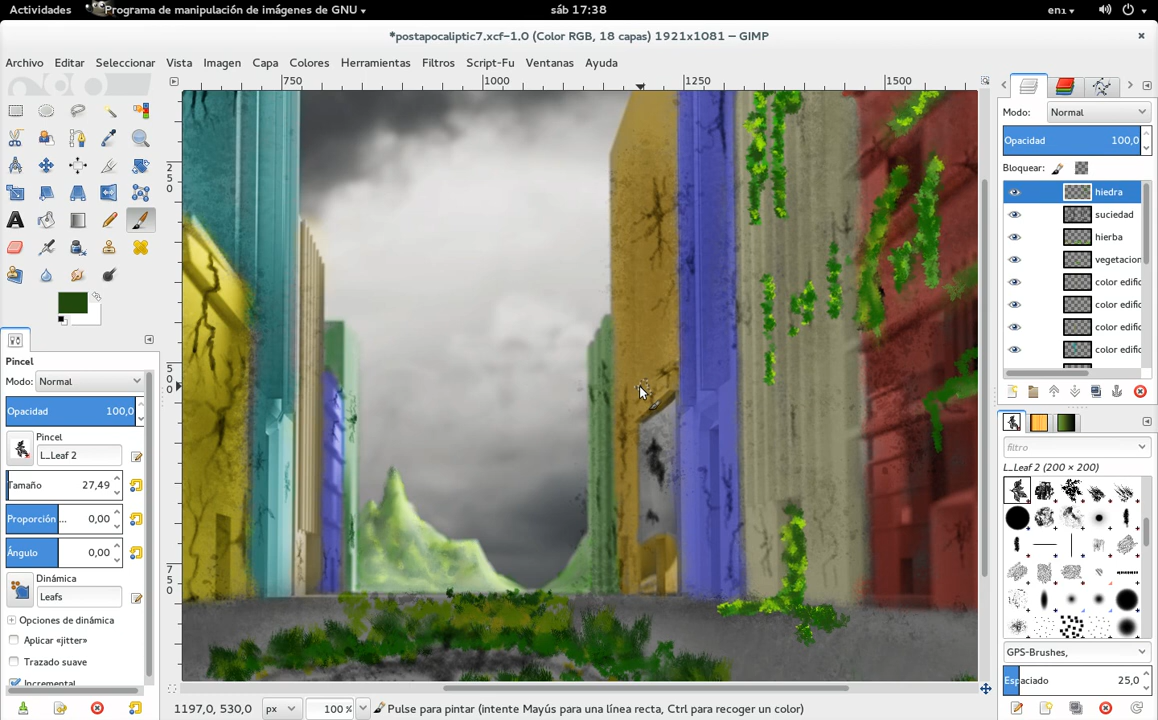 Actividades Programa de manipulación de imágenes de GNU sáb 17:38 en1
*postapocaliptic7.xcf-1.0 (Color RGB, 18 capas) 1921x1081 – GIMP
Archivo Editar Seleccionar Vista Imagen Capa Colores Herramientas Filtros Script-Fu Ventanas Ayuda
750 1000 1250 1500
250
500
750
Pincel
Modo: Normal
Opacidad 100,0
Pincel
L_Leaf 2
Tamaño 27,49
Proporción ... 0,00
Ángulo 0,00
Dinámica
Leafs
Opciones de dinámica
Aplicar «jitter»
Trazado suave
Incremental
Modo: Normal
Opacidad 100,0
Bloquear:
hiedra
suciedad
hierba
vegetacion
color edific
color edific
color edific
color edific
filtro
L_Leaf 2 (200 × 200)
GPS-Brushes,
Espaciado 25,0
1197,0, 530,0 px 100 % Pulse para pintar (intente Mayús para una línea recta, Ctrl para recoger un color)